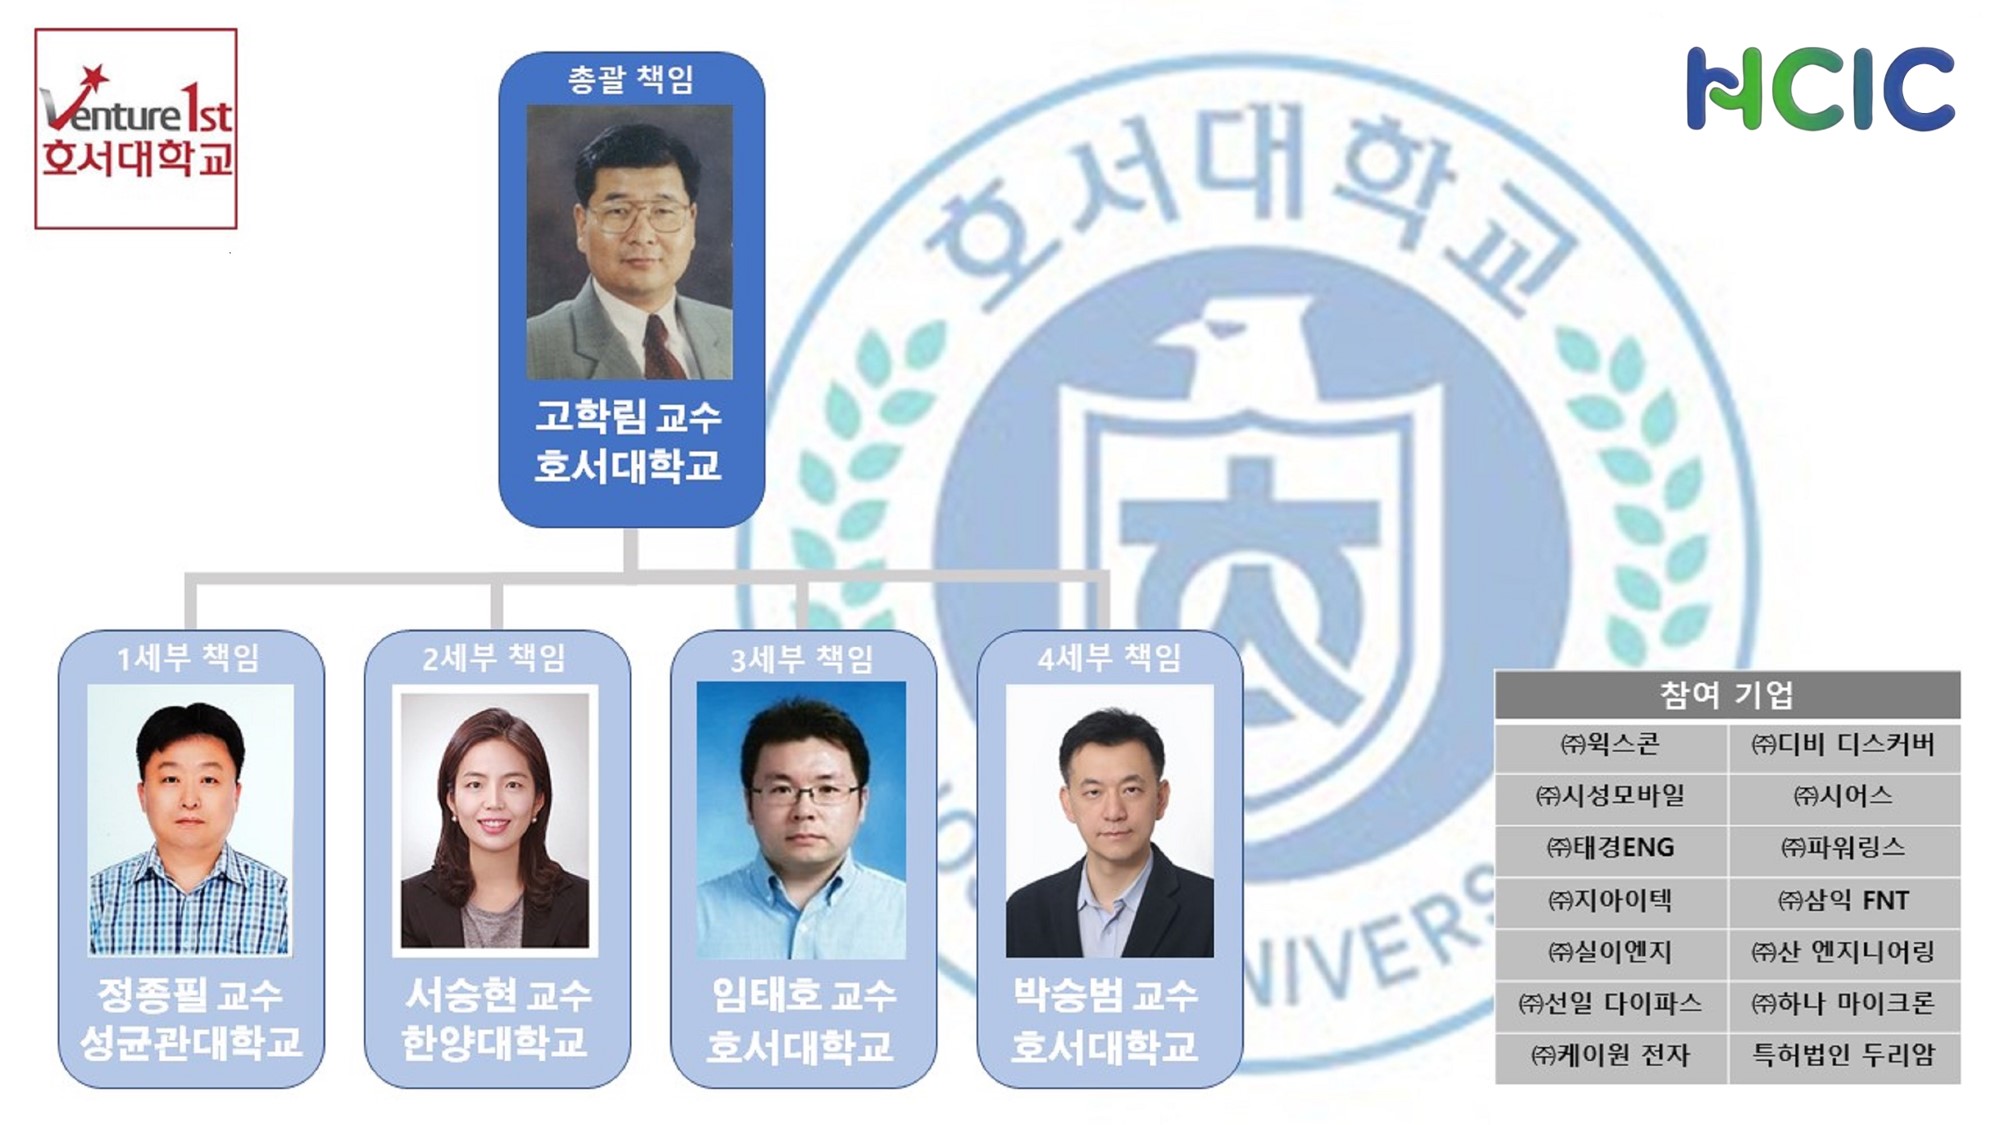 Venture 1st
호서대학교
HCIC
호서대학교
총괄 책임
고학림 교수
호서대학교
1세부 책임
정종필 교수
성균관대학교
2세부 책임
서승현 교수
한양대학교
3세부 책임
임태호 교수
호서대학교
4세부 책임
박승범 교수
호서대학교
참여 기업
㈜윅스콘 ㈜디비 디스커버
㈜시성모바일 ㈜시어스
㈜태경ENG ㈜파워링스
㈜지아이텍 ㈜삼익 FNT
㈜실이엔지 ㈜산 엔지니어링
㈜선일 다이파스 ㈜하나 마이크론
㈜케이원 전자 특허법인 두리암